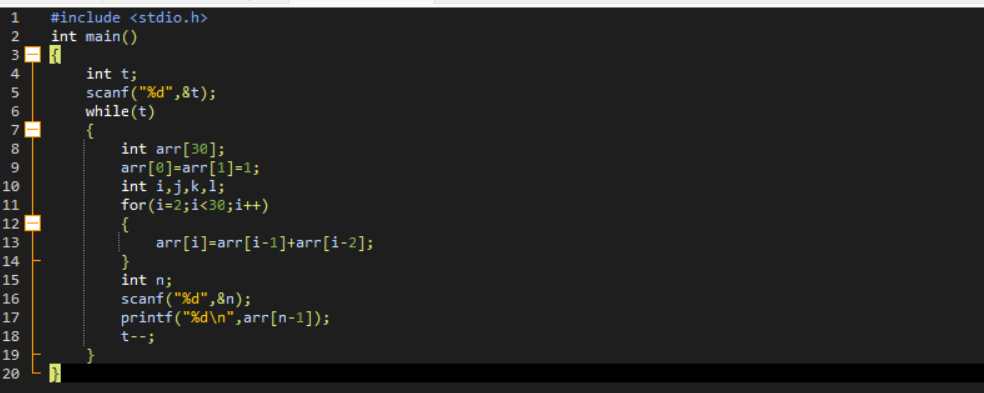 1 #include <stdio.h>
2 int main()
3 {
4 int t;
5 scanf("%d",&t);
6 while(t)
7 {
8 int arr[30];
9 arr[0]=arr[1]=1;
10 int i,j,k,l;
11 for(i=2;i<30;i++)
12 {
13 arr[i]=arr[i-1]+arr[i-2];
14 }
15 int n;
16 scanf("%d",&n);
17 printf("%d\n",arr[n-1]);
18 t--;
19 }
20 }